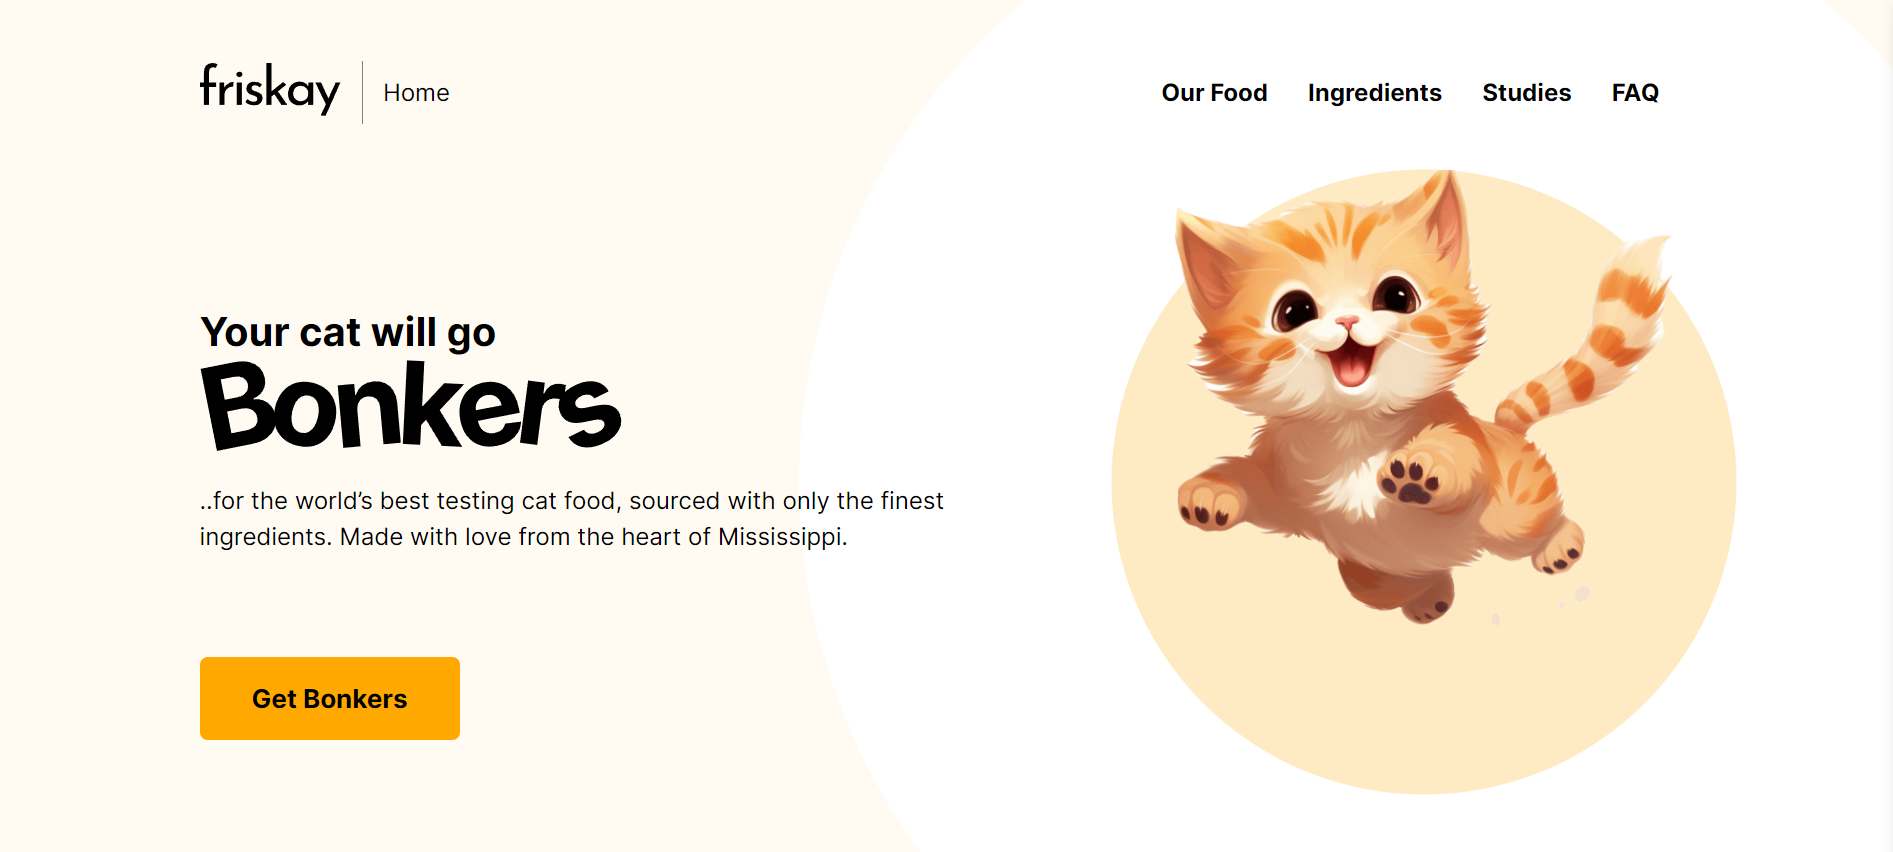 friskay
Home
Our Food
Ingredients
Studies
FAQ
Your cat will go
Bonkers
..for the world’s best testing cat food, sourced with only the finest
ingredients. Made with love from the heart of Mississippi.
Get Bonkers